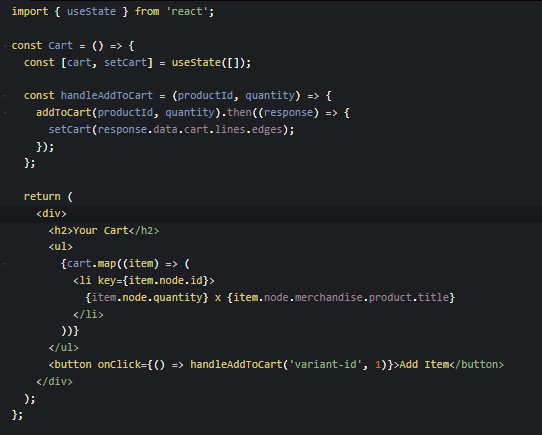 import { useState } from 'react';
const Cart = () => {
const [cart, setCart] = useState([]);
const handleAddToCart = (productId, quantity) => {
addToCart(productId, quantity).then((response) => {
setCart(response.data.cart.lines.edges);
});
};
return (
<div>
<h2>Your Cart</h2>
<ul>
{cart.map((item) => (
<li key={item.node.id}>
{item.node.quantity} x {item.node.merchandise.product.title}
</li>
))}
</ul>
<button onClick={() => handleAddToCart('variant-id', 1)}>Add Item</button>
</div>
);
};